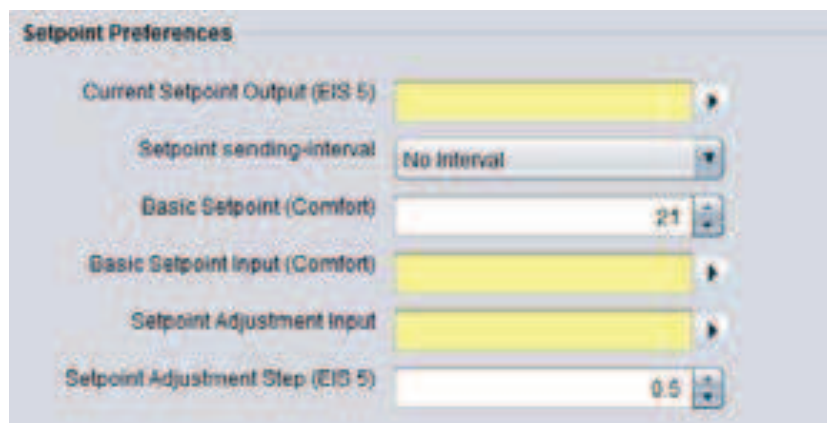 Setpoint Preferences
Current Setpoint Output (EIS 5)
Setpoint sending-interval No Interval
Basic Setpoint (Comfort) 21
Basic Setpoint Input (Comfort)
Setpoint Adjustment Input
Setpoint Adjustment Step (EIS 5) 0.5